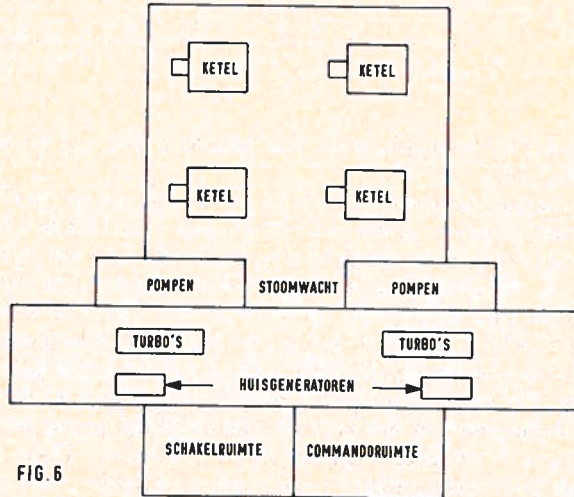 KETEL KETEL
KETEL KETEL
POMPEN STOOMWACHT POMPEN
TURBO'S TURBO'S
HUISGENERATOREN
SCHAKELRUIMTE COMMANDORUIMTE
FIG.6